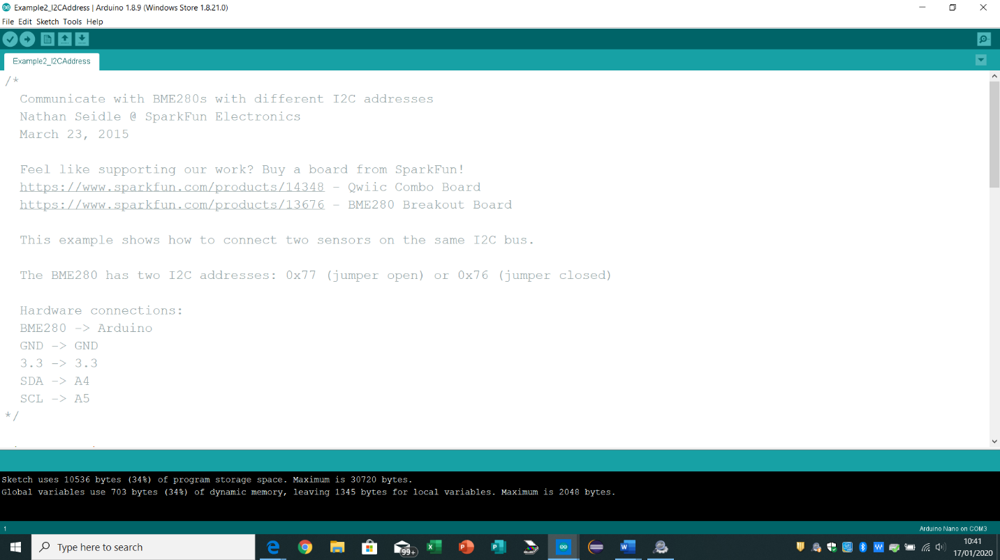 Example2_I2CAddress | Arduino 1.8.9 (Windows Store 1.8.21.0)
File Edit Sketch Tools Help
Example2_I2CAddress
/*
Communicate with BME280s with different I2C addresses
Nathan Seidle @ SparkFun Electronics
March 23, 2015
Feel like supporting our work? Buy a board from SparkFun!
https://www.sparkfun.com/products/14348 - Qwiic Combo Board
https://www.sparkfun.com/products/13676 - BME280 Breakout Board
This example shows how to connect two sensors on the same I2C bus.
The BME280 has two I2C addresses: 0x77 (jumper open) or 0x76 (jumper closed)
Hardware connections:
BME280 -> Arduino
GND -> GND
3.3 -> 3.3
SDA -> A4
SCL -> A5
*/
Sketch uses 10536 bytes (34%) of program storage space. Maximum is 30720 bytes.
Global variables use 703 bytes (34%) of dynamic memory, leaving 1345 bytes for local variables. Maximum is 2048 bytes.
1
Arduino Nano on COM3
Type here to search
99+
10:41
17/01/2020